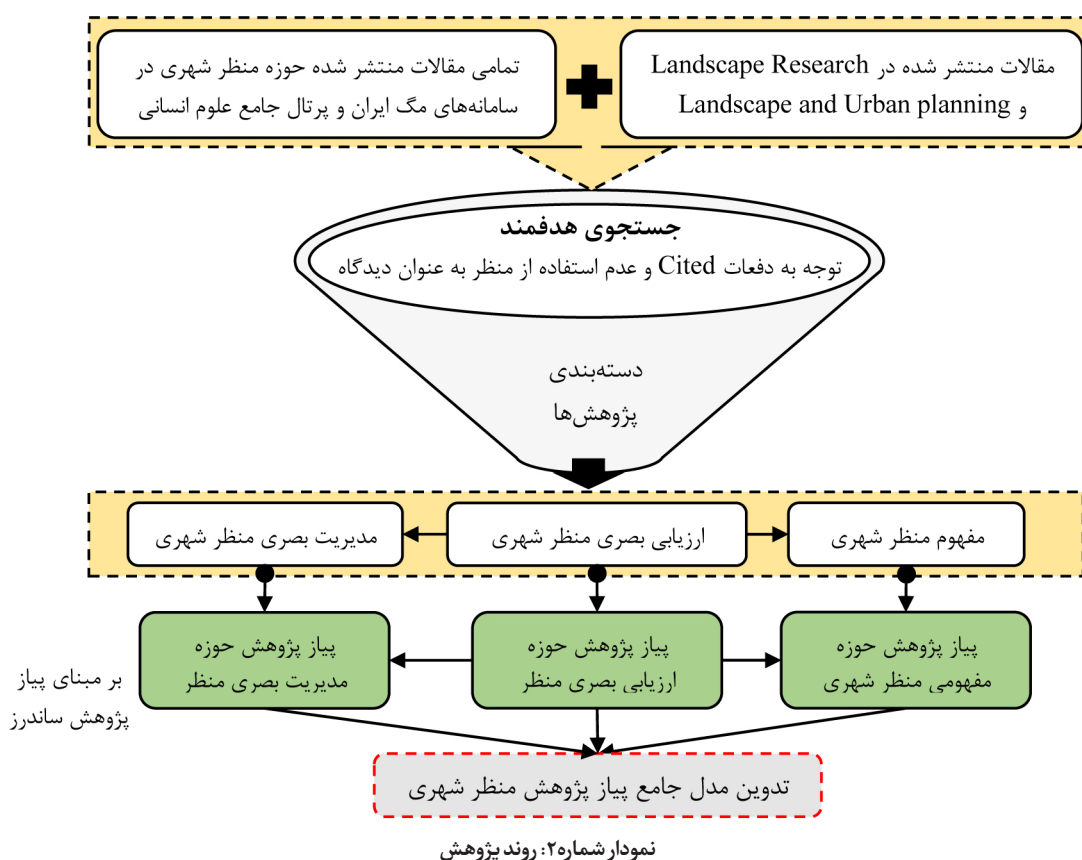 مقالات منتشر شده در Landscape Research
و Landscape and Urban planning
تمامی مقالات منتشر شده حوزه منظر شهری در
سامانه‌های مگ ایران و پرتال جامع علوم انسانی
جستجوی هدفمند
توجه به دفعات Cited و عدم استفاده از منظر به عنوان دیدگاه
دسته‌بندی
پژوهش‌ها
مفهوم منظر شهری
ارزیابی بصری منظر شهری
مدیریت بصری منظر شهری
پیاز پژوهش حوزه
مفهومی منظر شهری
پیاز پژوهش حوزه
ارزیابی بصری منظر
پیاز پژوهش حوزه
مدیریت بصری منظر
بر مبنای پیاز
پژوهش ساندرز
تدوین مدل جامع پیاز پژوهش منظر شهری
نمودار شماره۲: روند پژوهش